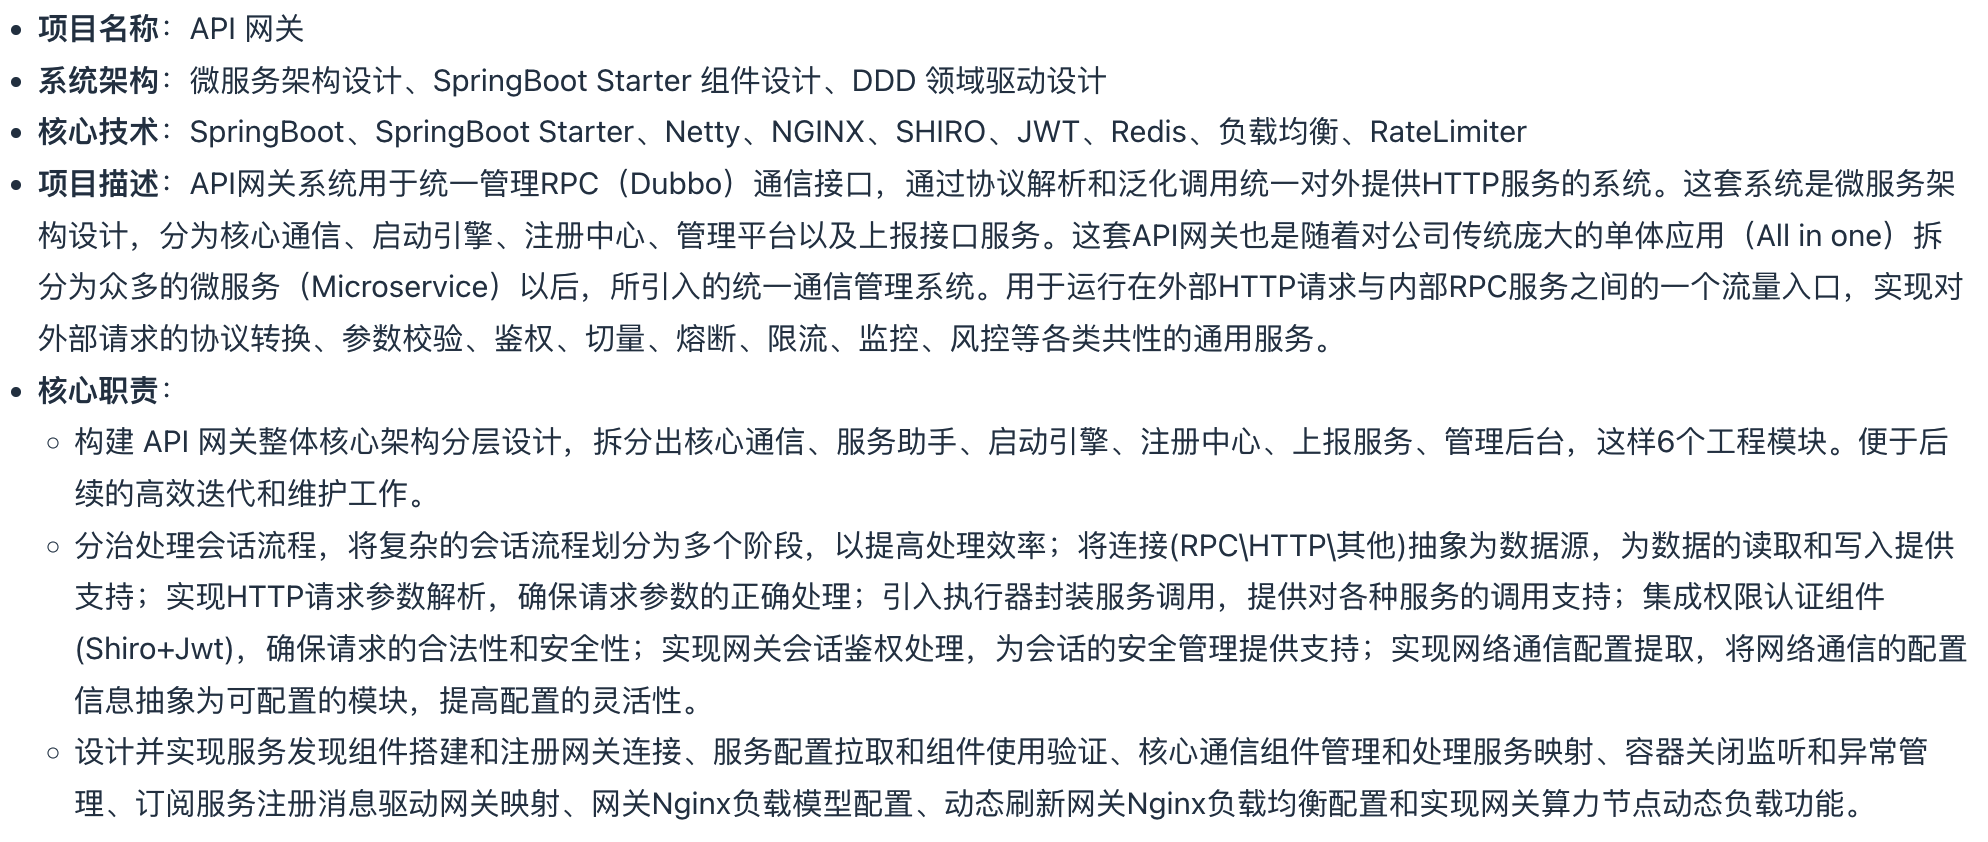 • 项目名称：API 网关
• 系统架构：微服务架构设计、SpringBoot Starter 组件设计、DDD 领域驱动设计
• 核心技术：SpringBoot、SpringBoot Starter、Netty、NGINX、SHIRO、JWT、Redis、负载均衡、RateLimiter
• 项目描述：API网关系统用于统一管理RPC（Dubbo）通信接口，通过协议解析和泛化调用统一对外提供HTTP服务的系统。这套系统是微服务架
构设计，分为核心通信、启动引擎、注册中心、管理平台以及上报接口服务。这套API网关也是随着对公司传统庞大的单体应用（All in one）拆
分为众多的微服务（Microservice）以后，所引入的统一通信管理系统。用于运行在外部HTTP请求与内部RPC服务之间的一个流量入口，实现对
外部请求的协议转换、参数校验、鉴权、切量、熔断、限流、监控、风控等各类共性的通用服务。
• 核心职责：
◦ 构建 API 网关整体核心架构分层设计，拆分出核心通信、服务助手、启动引擎、注册中心、上报服务、管理后台，这样6个工程模块。便于后
续的高效迭代和维护工作。
◦ 分治处理会话流程，将复杂的会话流程划分为多个阶段，以提高处理效率；将连接(RPC\HTTP\其他)抽象为数据源，为数据的读取和写入提供
支持；实现HTTP请求参数解析，确保请求参数的正确处理；引入执行器封装服务调用，提供对各种服务的调用支持；集成权限认证组件
(Shiro+Jwt)，确保请求的合法性和安全性；实现网关会话鉴权处理，为会话的安全管理提供支持；实现网络通信配置提取，将网络通信的配置
信息抽象为可配置的模块，提高配置的灵活性。
◦ 设计并实现服务发现组件搭建和注册网关连接、服务配置拉取和组件使用验证、核心通信组件管理和处理服务映射、容器关闭监听和异常管
理、订阅服务注册消息驱动网关映射、网关Nginx负载模型配置、动态刷新网关Nginx负载均衡配置和实现网关算力节点动态负载功能。